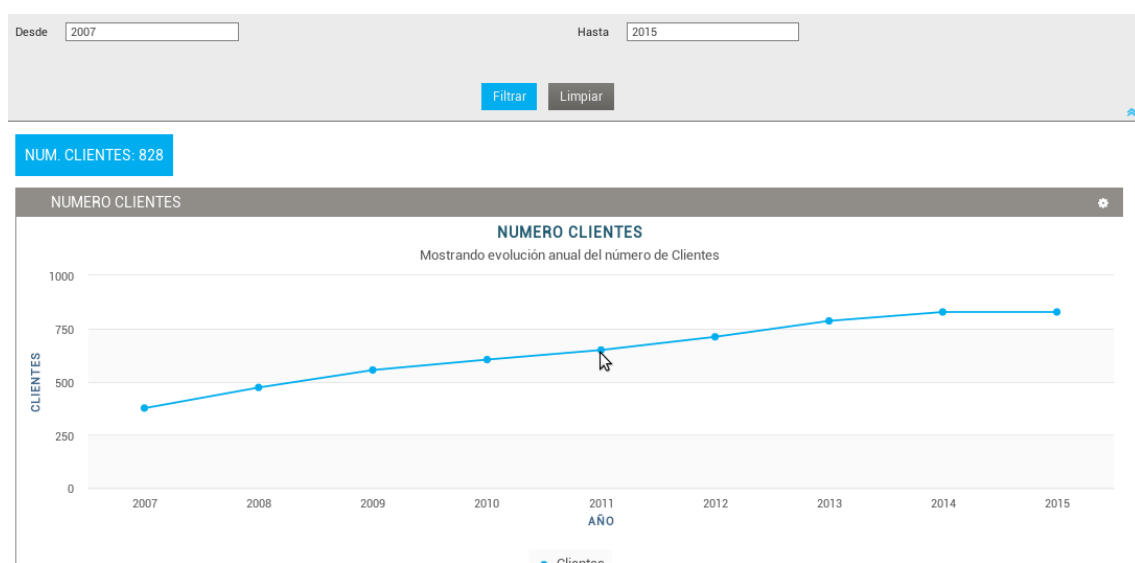 Desde 2007 Hasta 2015
Filtrar Limpiar
NUM. CLIENTES: 828
NUMERO CLIENTES
NUMERO CLIENTES
Mostrando evolución anual del número de Clientes
1000
750
500
250
0
CLIENTES
2007 2008 2009 2010 2011 2012 2013 2014 2015
AÑO
Clientes